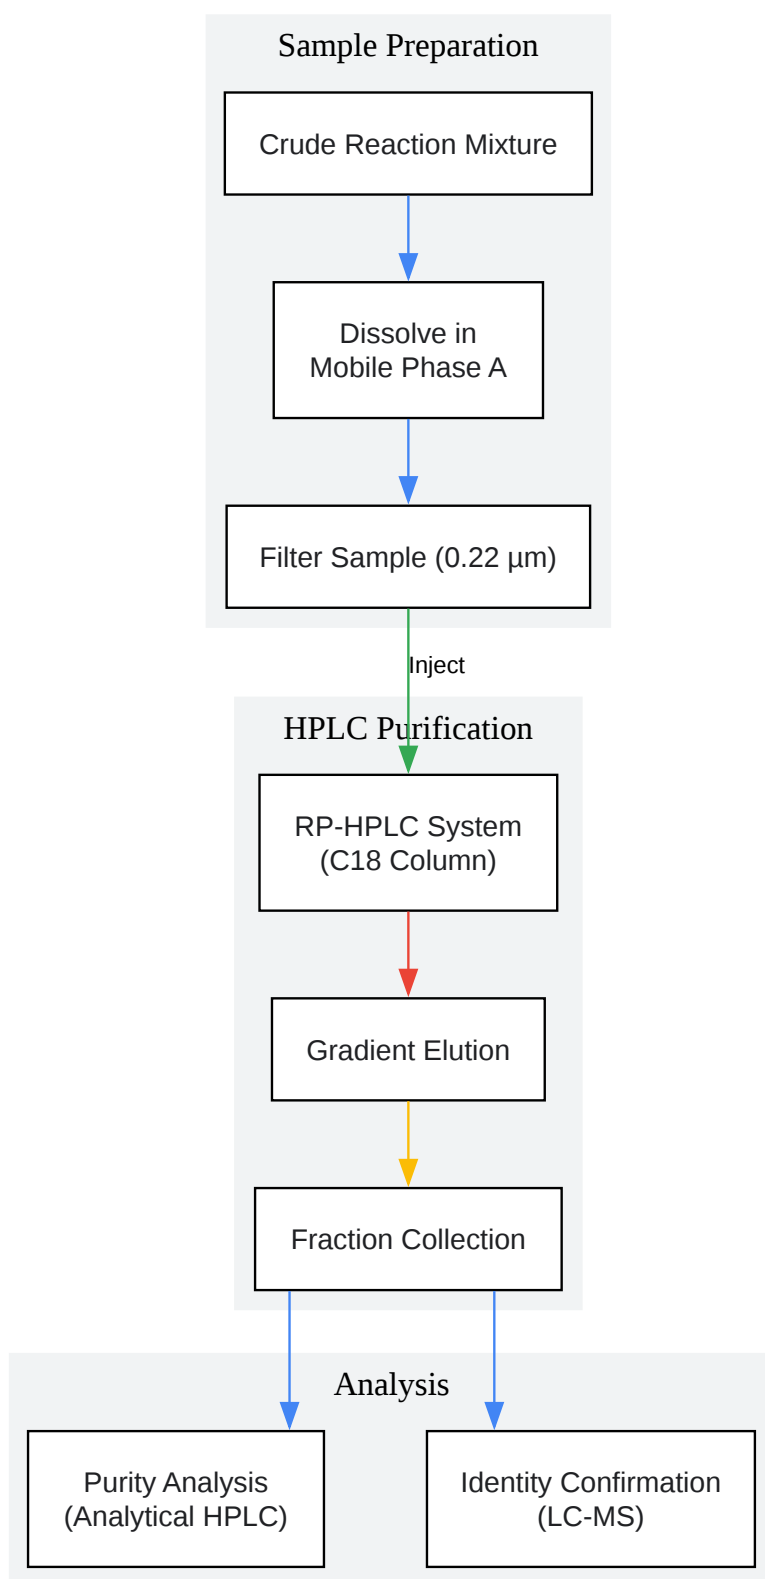 Sample Preparation
Crude Reaction Mixture
Dissolve in
Mobile Phase A
Filter Sample (0.22 µm)
Inject
HPLC Purification
RP-HPLC System
(C18 Column)
Gradient Elution
Fraction Collection
Analysis
Purity Analysis
(Analytical HPLC)
Identity Confirmation
(LC-MS)